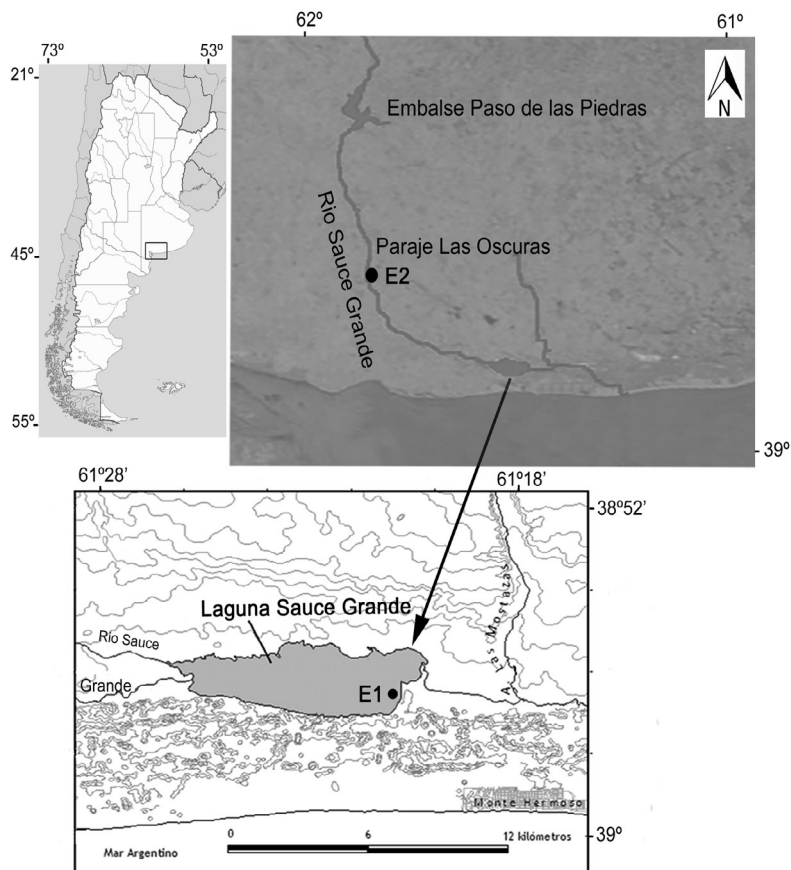 73º
53º
21º
45º
55º
62º
61º
N
Embalse Paso de las Piedras
Rio Sauce Grande
Paraje Las Oscuras
E2
39º
61º28’
61º18’
38º52’
Laguna Sauce Grande
Río Sauce
Grande
E1
A. Las Mostazas
Monte Hermoso
39º
0
6
12 kilómetros
Mar Argentino